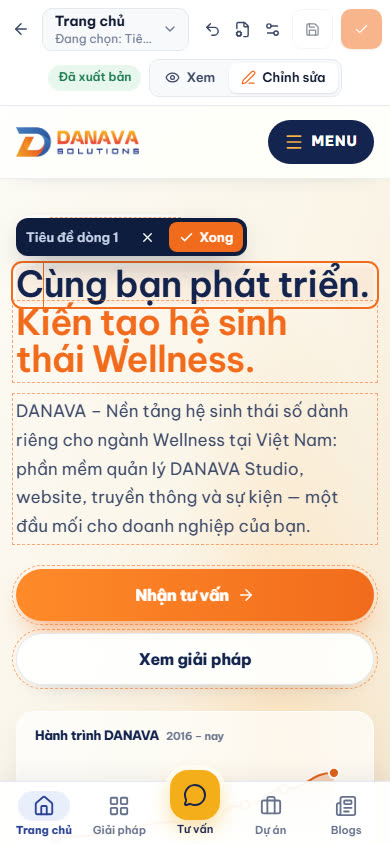 Trang chủ
Đang chọn: Tiê...
Đã xuất bản
Xem
Chỉnh sửa
DANAVA
SOLUTIONS
MENU
Tiêu đề dòng 1
Xong
Cùng bạn phát triển.
Kiến tạo hệ sinh
thái Wellness.
DANAVA – Nền tảng hệ sinh thái số dành
riêng cho ngành Wellness tại Việt Nam:
phần mềm quản lý DANAVA Studio,
website, truyền thông và sự kiện — một
đầu mối cho doanh nghiệp của bạn.
Nhận tư vấn
Xem giải pháp
Hành trình DANAVA 2016 – nay
Trang chủ
Giải pháp
Tư vấn
Dự án
Blogs